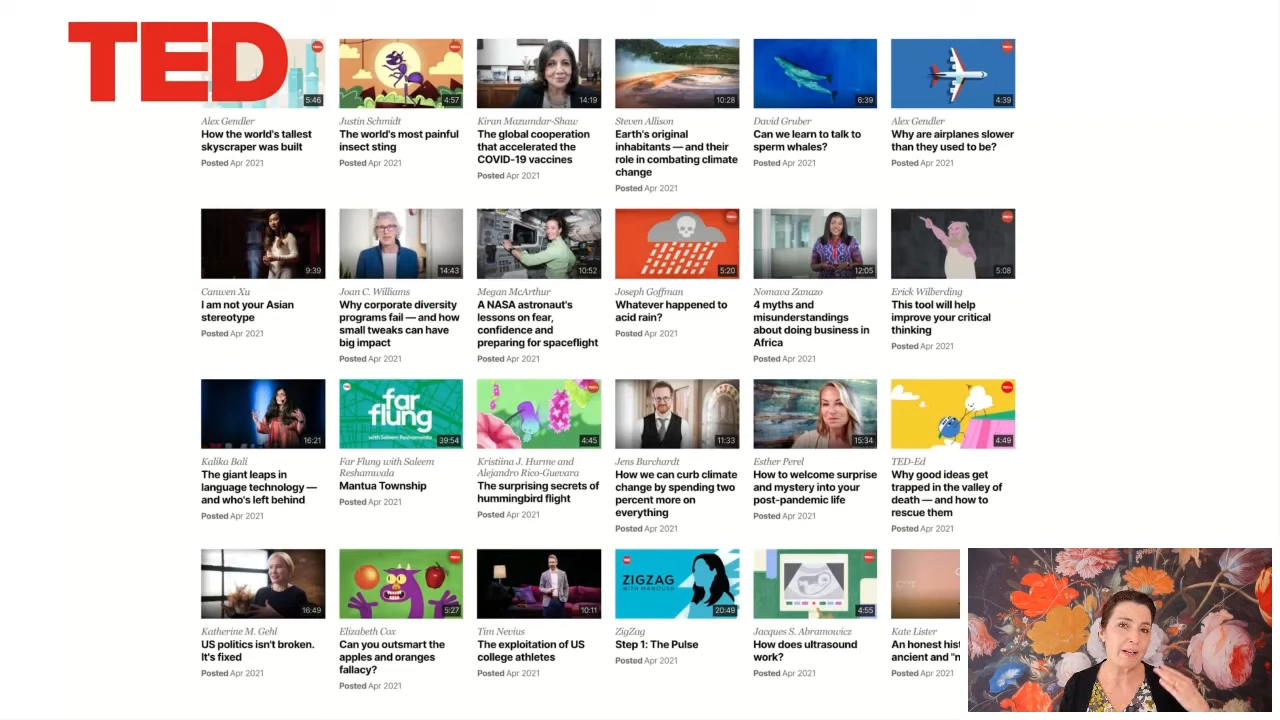 TED
5:46
4:57
14:19
10:28
6:39
4:39
Alex Gendler
How the world's tallest
skyscraper was built
Posted Apr 2021
Justin Schmidt
The world's most painful
insect sting
Posted Apr 2021
Kiran Mazumdar-Shaw
The global cooperation
that accelerated the
COVID-19 vaccines
Posted Apr 2021
Steven Allison
Earth's original
inhabitants — and their
role in combating climate
change
Posted Apr 2021
David Gruber
Can we learn to talk to
sperm whales?
Posted Apr 2021
Alex Gendler
Why are airplanes slower
than they used to be?
Posted Apr 2021
9:39
14:43
10:52
5:20
12:05
5:08
Canwen Xu
I am not your Asian
stereotype
Posted Apr 2021
Joan C. Williams
Why corporate diversity
programs fail — and how
small tweaks can have
big impact
Posted Apr 2021
Megan McArthur
A NASA astronaut's
lessons on fear,
confidence and
preparing for spaceflight
Posted Apr 2021
Joseph Goffman
Whatever happened to
acid rain?
Posted Apr 2021
Nomava Zanazo
4 myths and
misunderstandings
about doing business in
Africa
Posted Apr 2021
Erick Wilberding
This tool will help
improve your critical
thinking
Posted Apr 2021
16:21
far
flung
with Saleem Reshamwala
39:54
4:45
11:33
15:34
4:49
Kalika Bali
The giant leaps in
language technology —
and who's left behind
Posted Apr 2021
Far Flung with Saleem
Reshamwala
Mantua Township
Posted Apr 2021
Kristiina J. Hurme and
Alejandro Rico-Guevara
The surprising secrets of
hummingbird flight
Posted Apr 2021
Jens Burchardt
How we can curb climate
change by spending two
percent more on
everything
Posted Apr 2021
Esther Perel
How to welcome surprise
and mystery into your
post-pandemic life
Posted Apr 2021
TED-Ed
Why good ideas get
trapped in the valley of
death — and how to
rescue them
Posted Apr 2021
16:49
5:27
10:11
ZIGZAG
WITH MANOUSH
20:49
4:55
Katherine M. Gehl
US politics isn't broken.
It's fixed
Posted Apr 2021
Elizabeth Cox
Can you outsmart the
apples and oranges
fallacy?
Posted Apr 2021
Tim Nevius
The exploitation of US
college athletes
Posted Apr 2021
ZigZag
Step 1: The Pulse
Posted Apr 2021
Jacques S. Abramowicz
How does ultrasound
work?
Posted Apr 2021
Kate Lister
An honest
ancient and
Posted Apr 2021